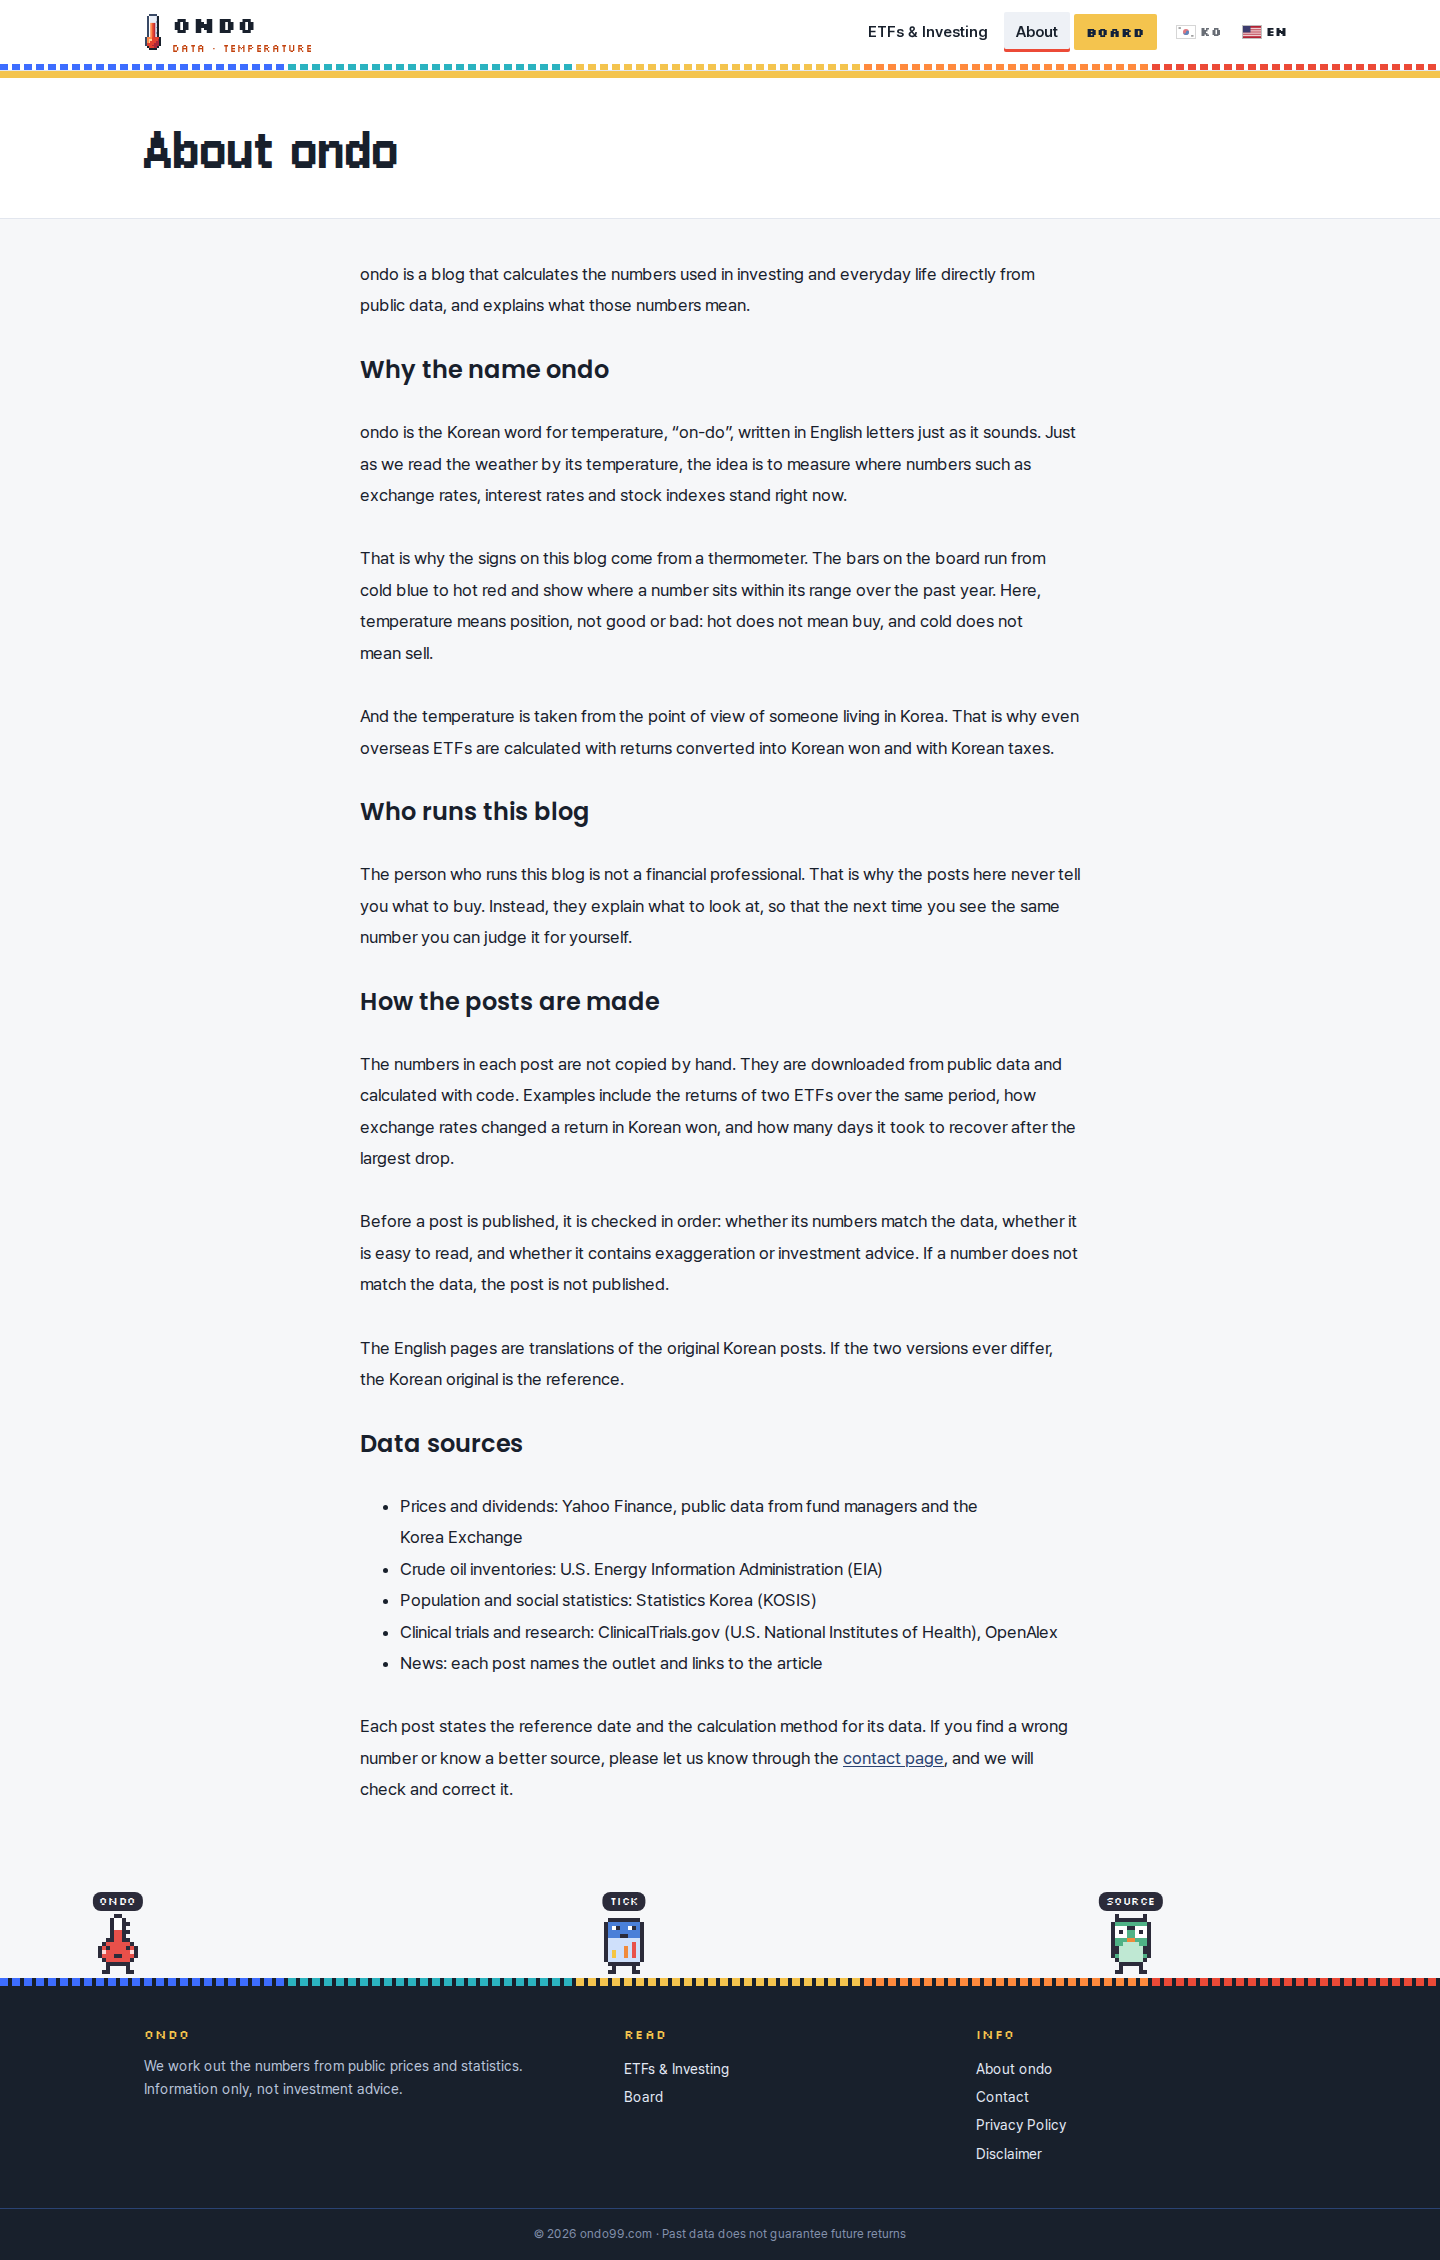 ONDO
DATA · TEMPERATURE
ETFs & Investing
About
BOARD
KO
EN
About ondo
ondo is a blog that calculates the numbers used in investing and everyday life directly from
public data, and explains what those numbers mean.
Why the name ondo
ondo is the Korean word for temperature, “on-do”, written in English letters just as it sounds. Just
as we read the weather by its temperature, the idea is to measure where numbers such as
exchange rates, interest rates and stock indexes stand right now.
That is why the signs on this blog come from a thermometer. The bars on the board run from
cold blue to hot red and show where a number sits within its range over the past year. Here,
temperature means position, not good or bad: hot does not mean buy, and cold does not
mean sell.
And the temperature is taken from the point of view of someone living in Korea. That is why even
overseas ETFs are calculated with returns converted into Korean won and with Korean taxes.
Who runs this blog
The person who runs this blog is not a financial professional. That is why the posts here never tell
you what to buy. Instead, they explain what to look at, so that the next time you see the same
number you can judge it for yourself.
How the posts are made
The numbers in each post are not copied by hand. They are downloaded from public data and
calculated with code. Examples include the returns of two ETFs over the same period, how
exchange rates changed a return in Korean won, and how many days it took to recover after the
largest drop.
Before a post is published, it is checked in order: whether its numbers match the data, whether it
is easy to read, and whether it contains exaggeration or investment advice. If a number does not
match the data, the post is not published.
The English pages are translations of the original Korean posts. If the two versions ever differ,
the Korean original is the reference.
Data sources
• Prices and dividends: Yahoo Finance, public data from fund managers and the
Korea Exchange
• Crude oil inventories: U.S. Energy Information Administration (EIA)
• Population and social statistics: Statistics Korea (KOSIS)
• Clinical trials and research: ClinicalTrials.gov (U.S. National Institutes of Health), OpenAlex
• News: each post names the outlet and links to the article
Each post states the reference date and the calculation method for its data. If you find a wrong
number or know a better source, please let us know through the contact page, and we will
check and correct it.
ONDO
TICK
SOURCE
ONDO
We work out the numbers from public prices and statistics.
Information only, not investment advice.
READ
ETFs & Investing
Board
INFO
About ondo
Contact
Privacy Policy
Disclaimer
© 2026 ondo99.com · Past data does not guarantee future returns